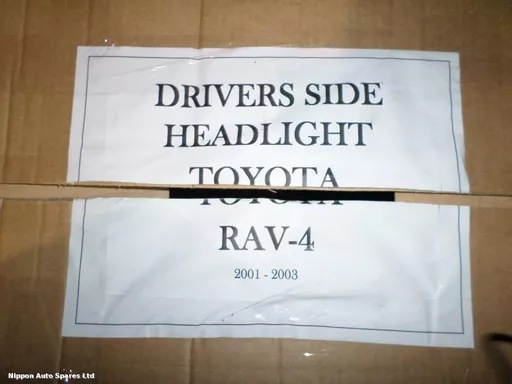 DRIVERS SIDE
HEADLIGHT
TOYOTA
RAV-4
2001 - 2003
Nippon Auto Spares Ltd